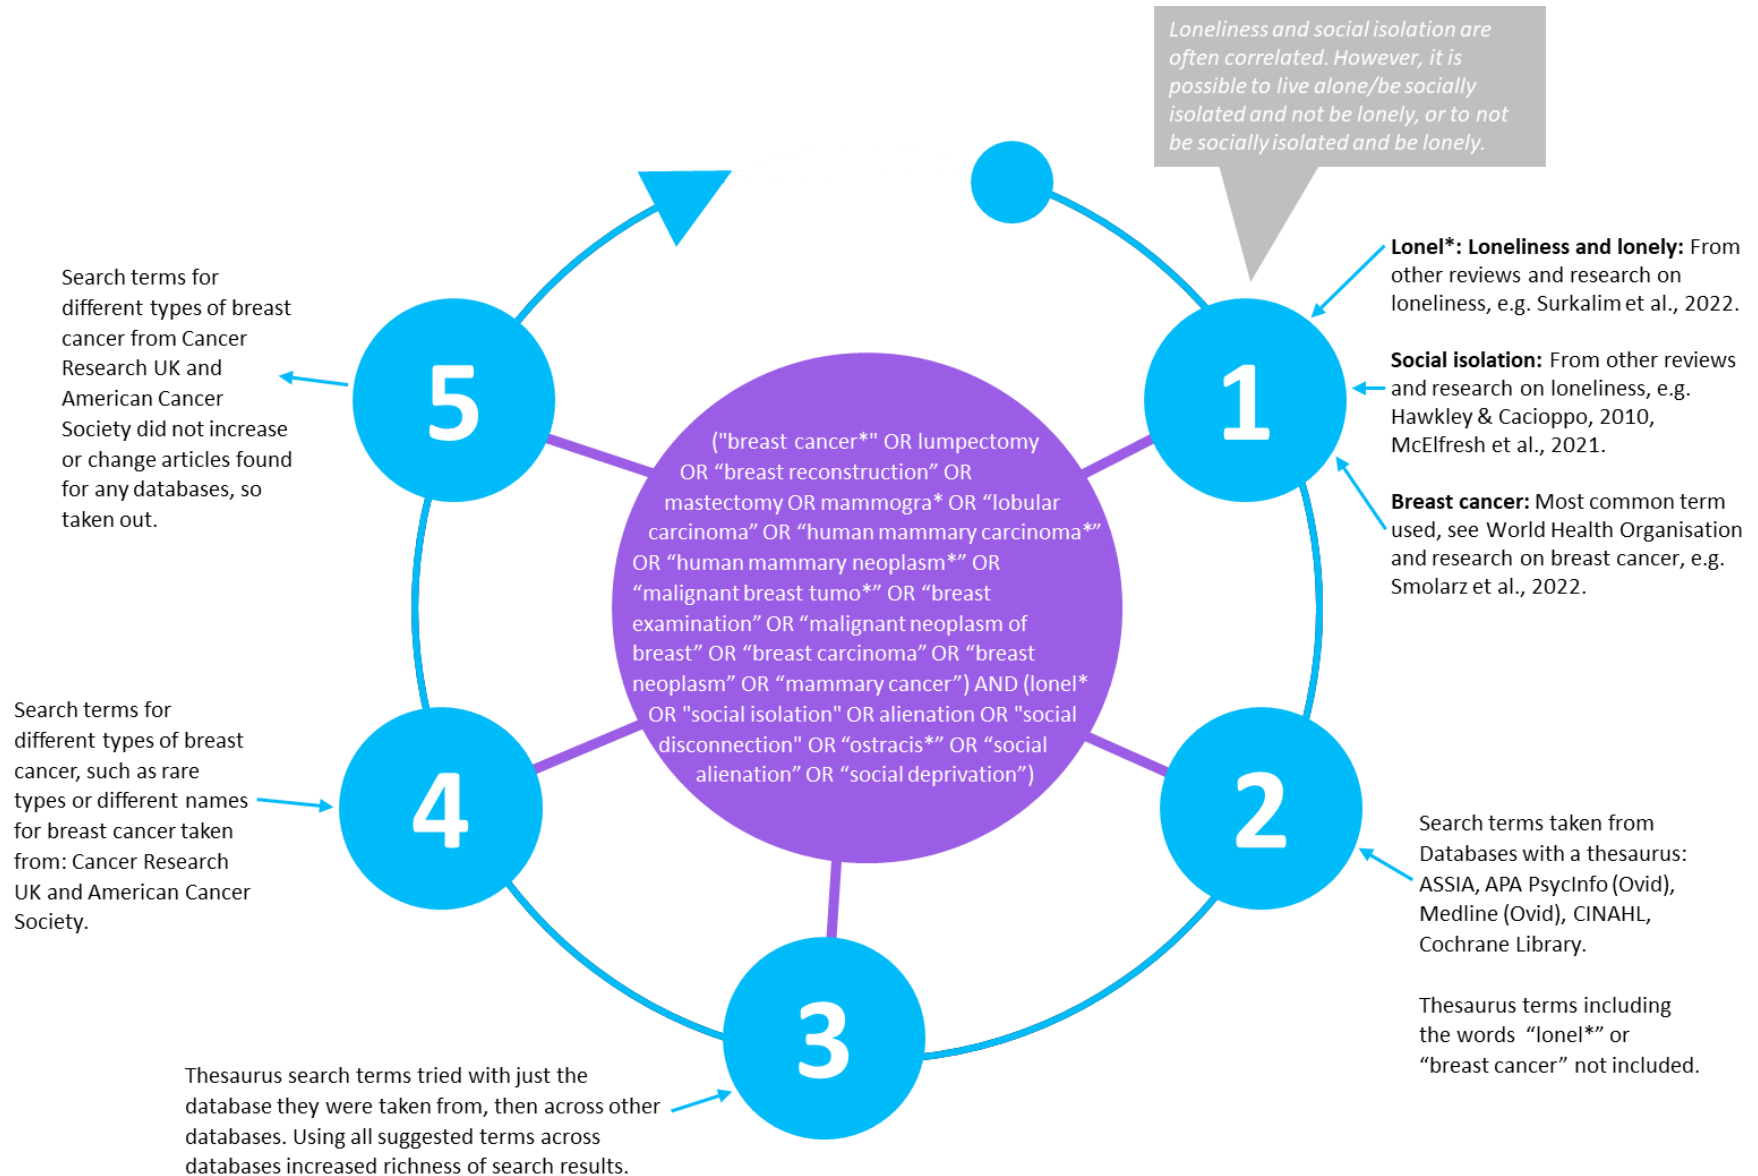 Loneliness and social isolation are
often correlated. However, it is
possible to live alone/be socially
isolated and not be lonely, or to not
be socially isolated and be lonely.
1
Lonel*: Loneliness and lonely: From
other reviews and research on
loneliness, e.g. Surkalim et al., 2022.
Social isolation: From other reviews
and research on loneliness, e.g.
Hawkley & Cacioppo, 2010,
McElfresh et al., 2021.
Breast cancer: Most common term
used, see World Health Organisation
and research on breast cancer, e.g.
Smolarz et al., 2022.
2
Search terms taken from
Databases with a thesaurus:
ASSIA, APA PsycInfo (Ovid),
Medline (Ovid), CINAHL,
Cochrane Library.
Thesaurus terms including
the words “lonel*” or
“breast cancer” not included.
3
Thesaurus search terms tried with just the
database they were taken from, then across other
databases. Using all suggested terms across
databases increased richness of search results.
4
Search terms for
different types of breast
cancer, such as rare
types or different names
for breast cancer taken
from: Cancer Research
UK and American Cancer
Society.
5
Search terms for
different types of breast
cancer from Cancer
Research UK and
American Cancer
Society did not increase
or change articles found
for any databases, so
taken out.
("breast cancer*" OR lumpectomy
OR “breast reconstruction” OR
mastectomy OR mammogra* OR “lobular
carcinoma” OR “human mammary carcinoma*”
OR “human mammary neoplasm*” OR
“malignant breast tumo*” OR “breast
examination” OR “malignant neoplasm of
breast” OR “breast carcinoma” OR “breast
neoplasm” OR “mammary cancer”) AND (lonel*
OR "social isolation" OR alienation OR "social
disconnection" OR “ostracis*” OR “social
alienation” OR “social deprivation”)